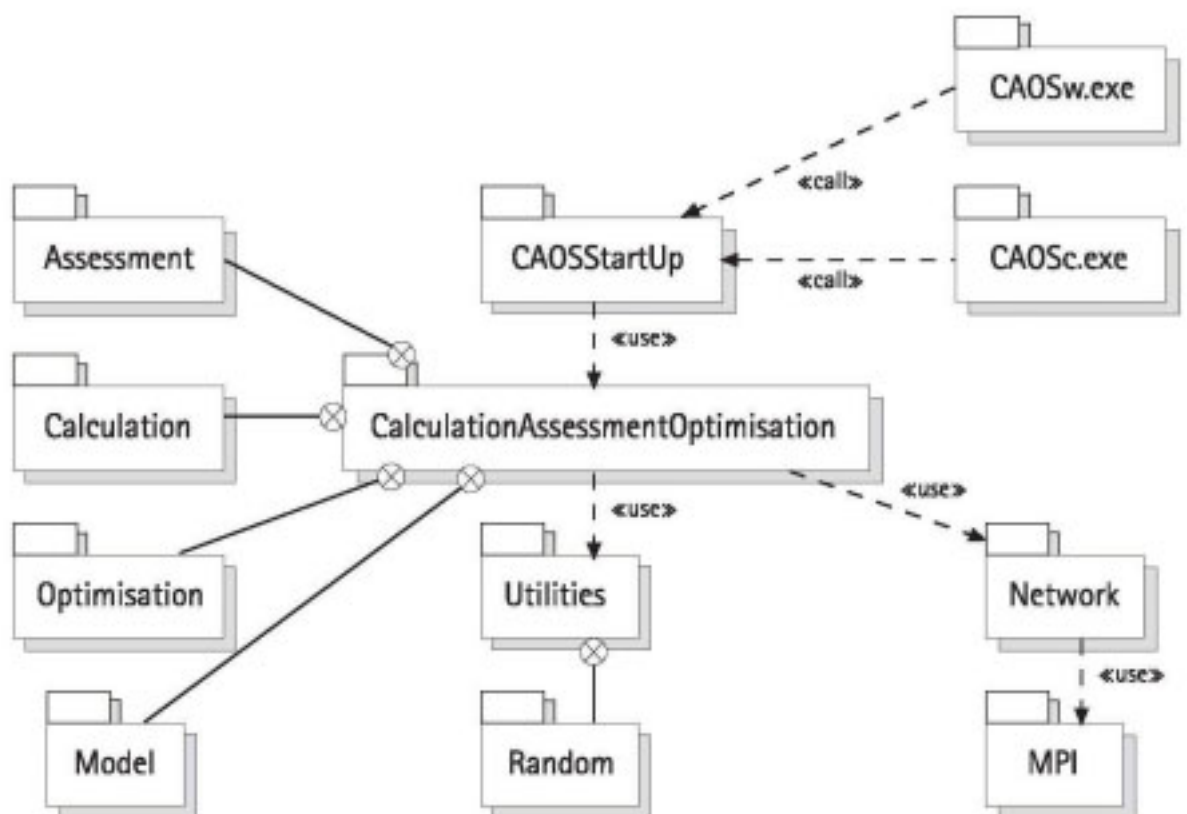 CAOSw.exe
«call»
Assessment
CAOSStartUp
CAOSc.exe
«call»
«use»
Calculation
CalculationAssessmentOptimisation
«use»
«use»
Optimisation
Utilities
Network
«use»
Model
Random
MPI